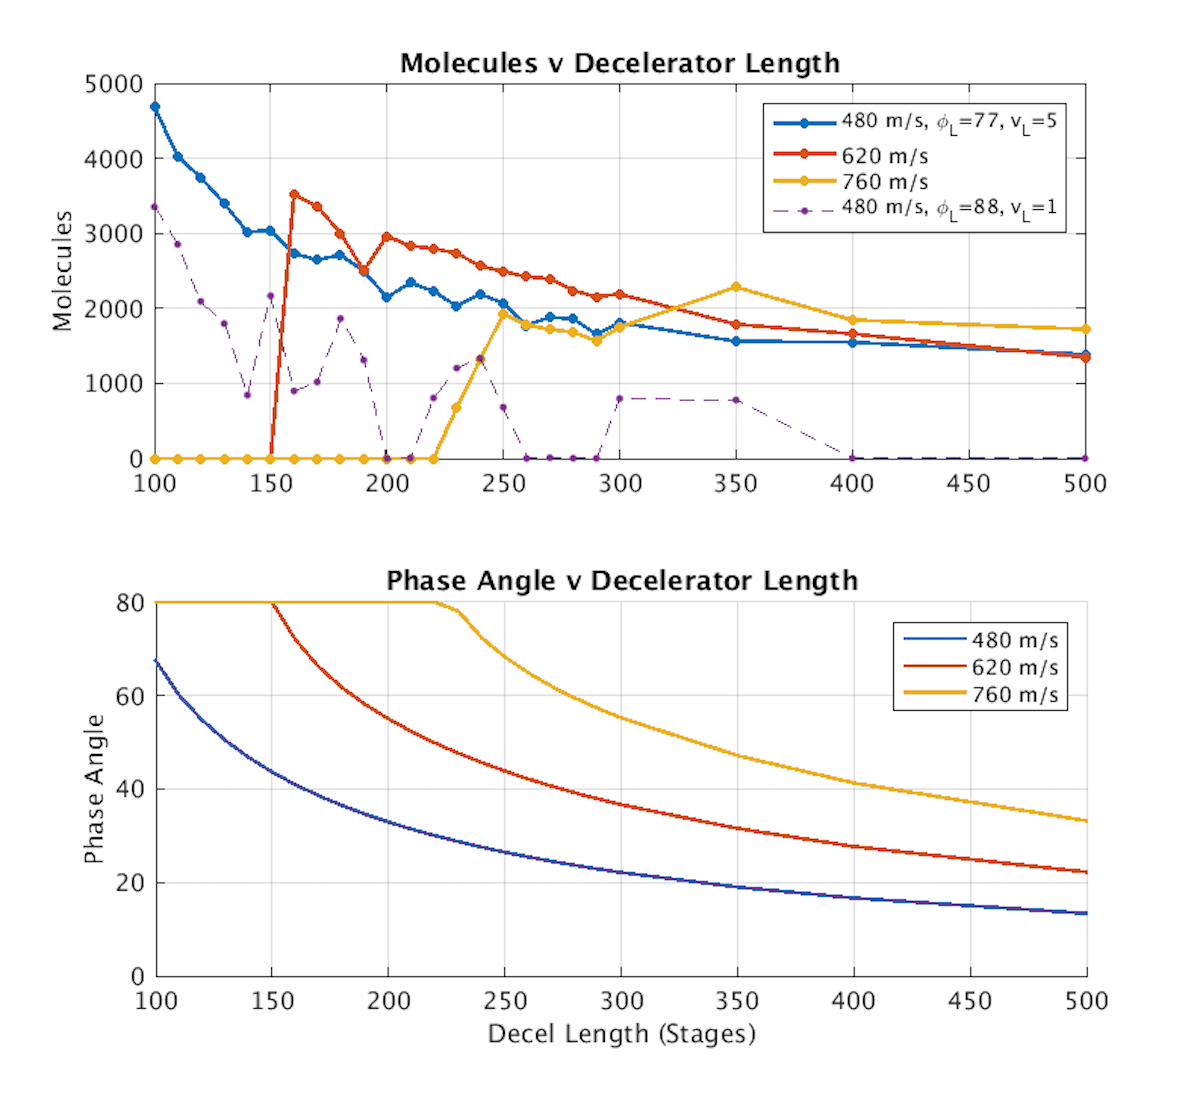 Molecules v Decelerator Length
5000
4000
3000
2000
1000
0
Molecules
480 m/s, ϕL=77, vL=5
620 m/s
760 m/s
480 m/s, ϕL=88, vL=1
100 150 200 250 300 350 400 450 500
Phase Angle v Decelerator Length
80
60
40
20
0
Phase Angle
480 m/s
620 m/s
760 m/s
100 150 200 250 300 350 400 450 500
Decel Length (Stages)